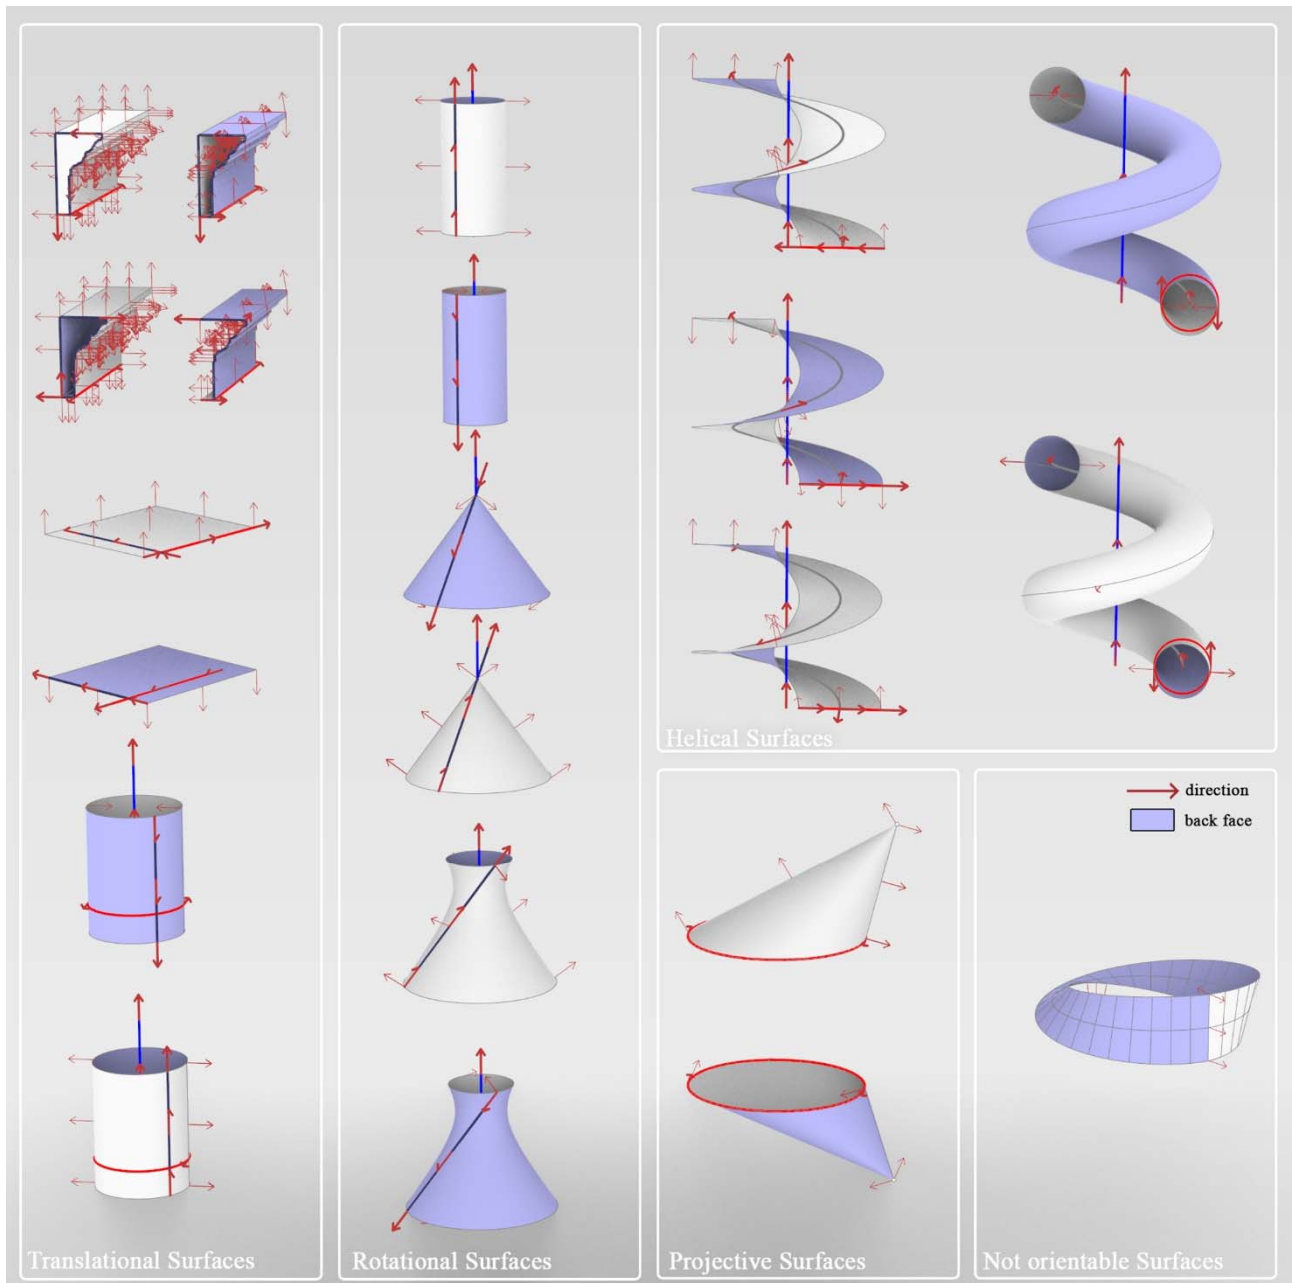 Helical Surfaces
direction
back face
Translational Surfaces
Rotational Surfaces
Projective Surfaces
Not orientable Surfaces